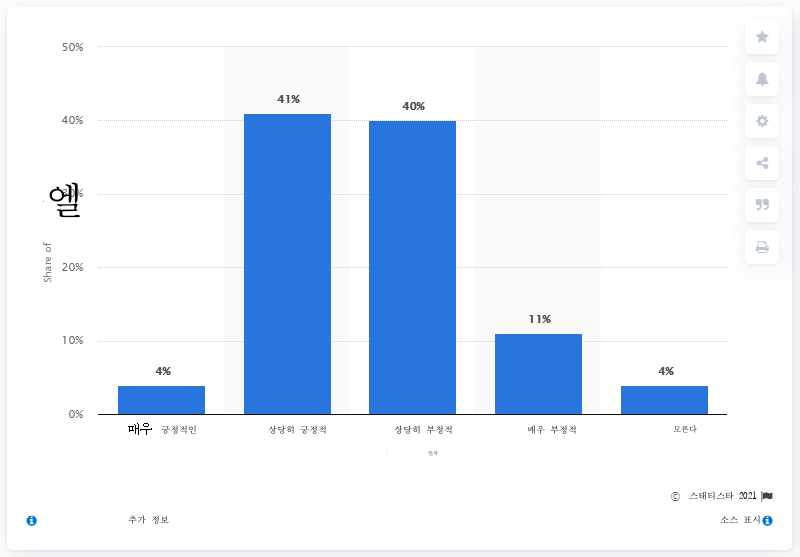 50%
41%
40%
40%
엘
20%
Share of
11%
10%
4%
4%
0%
매우 긍정적인
상당히 긍정적
상당히 부정적
매우 부정적
모른다
© 스태티스타 2021
추가 정보
소스 표시